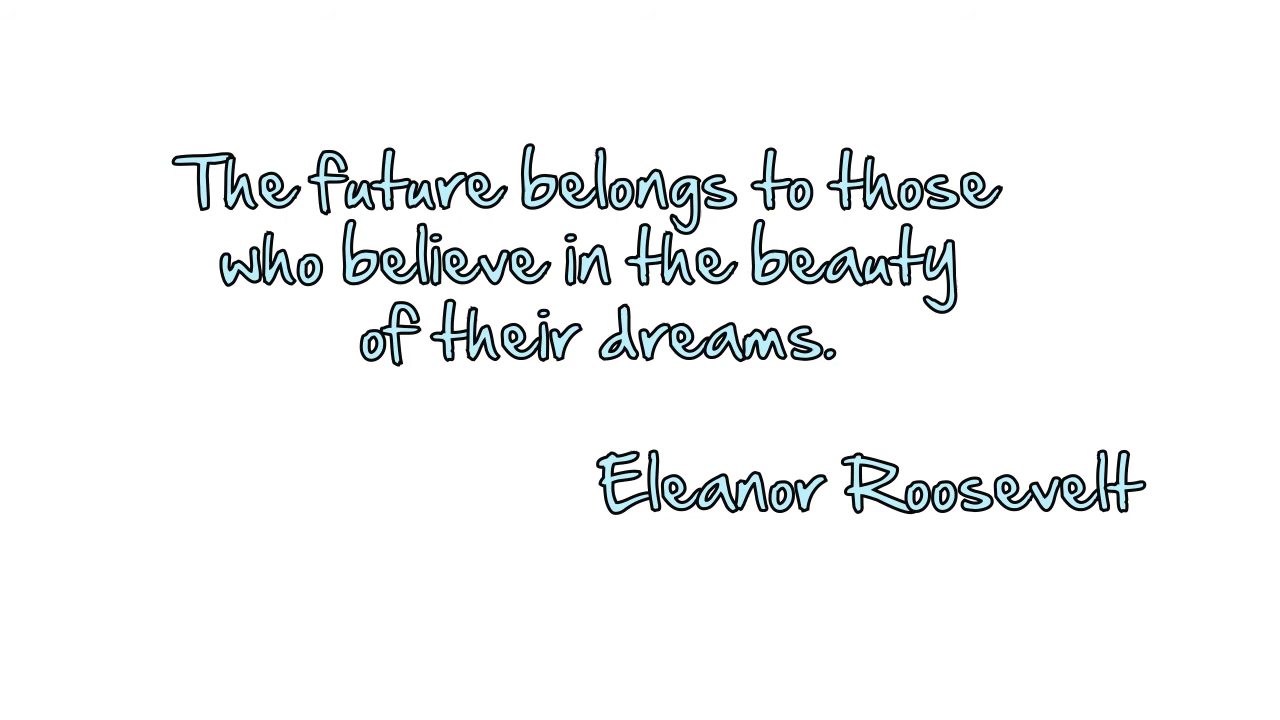 The future belongs to those
who believe in the beauty
of their dreams.
Eleanor Roosevelt